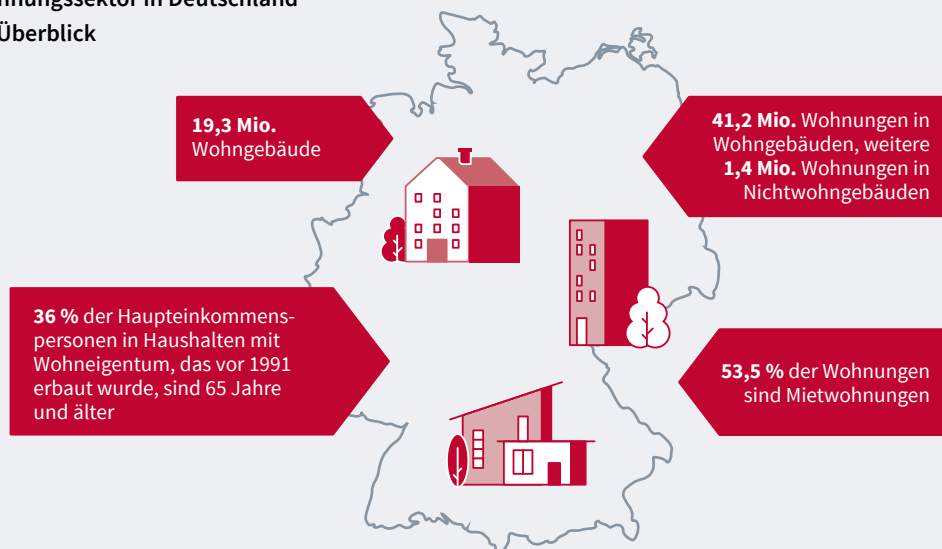 in Deutschland
Überblick
19,3 Mio.
Wohngebäude
41,2 Mio. Wohnungen in
Wohngebäuden, weitere
1,4 Mio. Wohnungen in
Nichtwohngebäuden
36 % der Haupteinkommens-
personen in Haushalten mit
Wohneigentum, das vor 1991
erbaut wurde, sind 65 Jahre
und älter
53,5 % der Wohnungen
sind Mietwohnungen